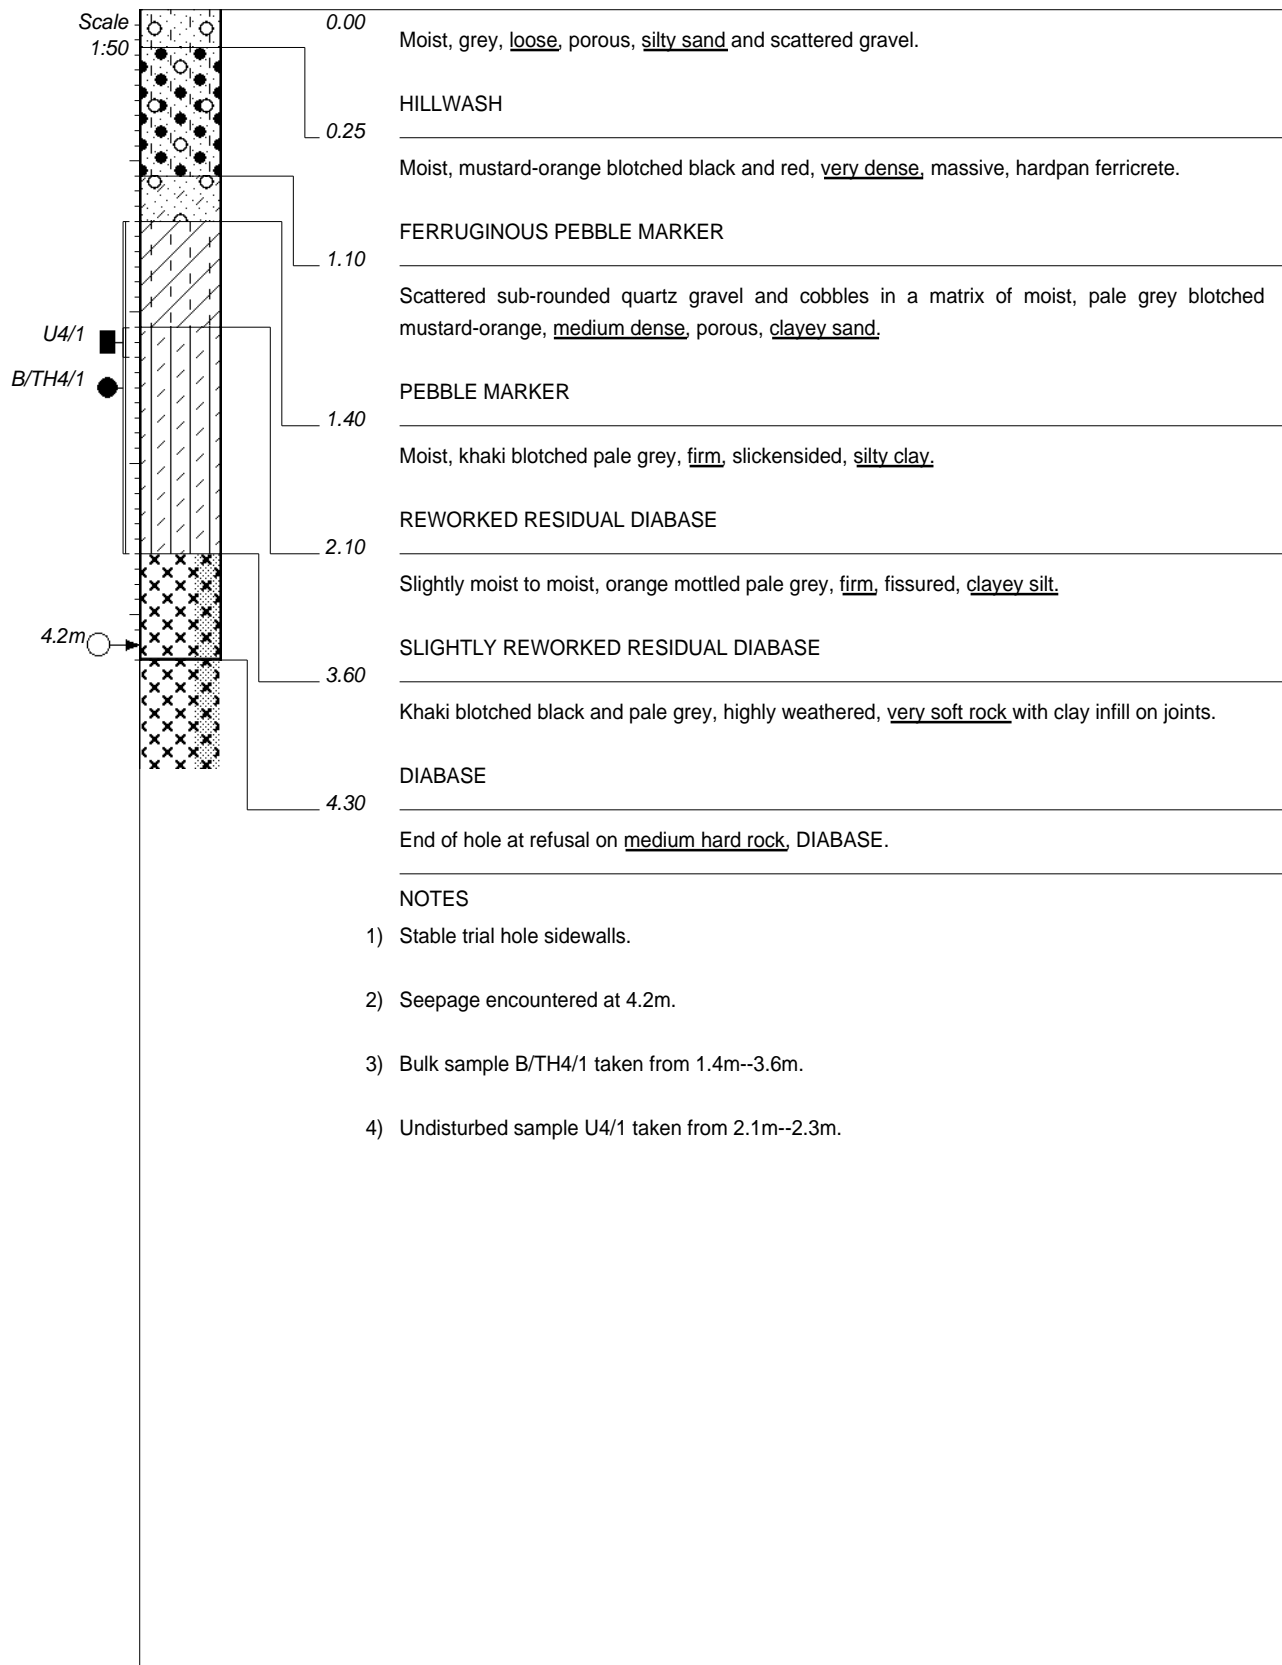 Scale
1:50
0.00
Moist, grey, loose, porous, silty sand and scattered gravel.
HILLWASH
0.25
Moist, mustard-orange blotched black and red, very dense, massive, hardpan ferricrete.
FERRUGINOUS PEBBLE MARKER
1.10
Scattered sub-rounded quartz gravel and cobbles in a matrix of moist, pale grey blotched
mustard-orange, medium dense, porous, clayey sand.
U4/1
B/TH4/1
PEBBLE MARKER
1.40
Moist, khaki blotched pale grey, firm, slickensided, silty clay.
REWORKED RESIDUAL DIABASE
2.10
Slightly moist to moist, orange mottled pale grey, firm, fissured, clayey silt.
4.2m
SLIGHTLY REWORKED RESIDUAL DIABASE
3.60
Khaki blotched black and pale grey, highly weathered, very soft rock with clay infill on joints.
DIABASE
4.30
End of hole at refusal on medium hard rock, DIABASE.
NOTES
1) Stable trial hole sidewalls.
2) Seepage encountered at 4.2m.
3) Bulk sample B/TH4/1 taken from 1.4m--3.6m.
4) Undisturbed sample U4/1 taken from 2.1m--2.3m.